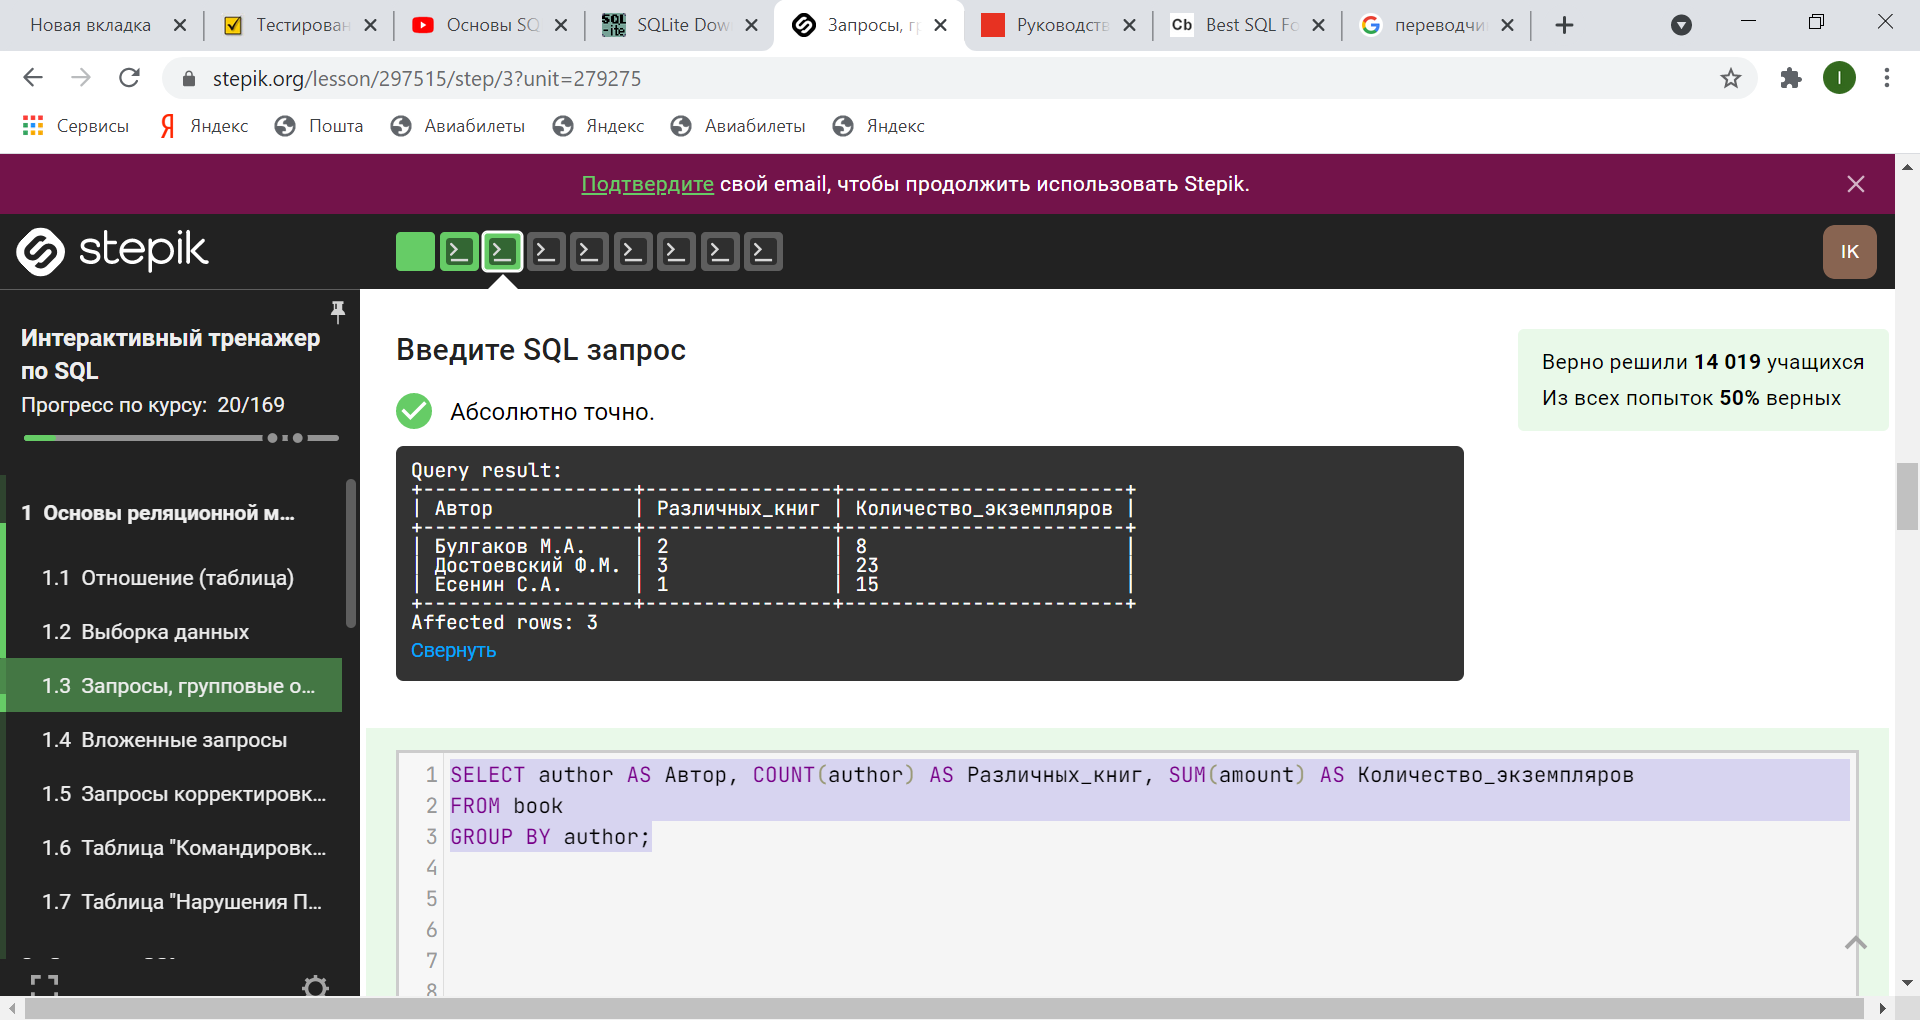 Новая вкладка
Тестирован
Основы SQ
SQLite Dow
Запросы, гр
Руководств
Best SQL Fo
переводчи
stepik.org/lesson/297515/step/3?unit=279275
I
Сервисы
Яндекс
Пошта
Авиабилеты
Яндекс
Авиабилеты
Яндекс
Подтвердите свой email, чтобы продолжить использовать Stepik.
stepik
IK
Интерактивный тренажер
по SQL
Прогресс по курсу: 20/169
1 Основы реляционной м...
1.1 Отношение (таблица)
1.2 Выборка данных
1.3 Запросы, групповые о...
1.4 Вложенные запросы
1.5 Запросы корректировк...
1.6 Таблица "Командировк...
1.7 Таблица "Нарушения П...
Введите SQL запрос
Абсолютно точно.
Верно решили 14 019 учащихся
Из всех попыток 50% верных
Query result:
+-------------------+----------------+------------------------+
| Автор | Различных_книг | Количество_экземпляров |
+-------------------+----------------+------------------------+
| Булгаков М.А. | 2 | 8 |
| Достоевский Ф.М. | 3 | 23 |
| Есенин С.А. | 1 | 15 |
+-------------------+----------------+------------------------+
Affected rows: 3
Свернуть
1 SELECT author AS Автор, COUNT(author) AS Различных_книг, SUM(amount) AS Количество_экземпляров
2 FROM book
3 GROUP BY author;
4
5
6
7
8